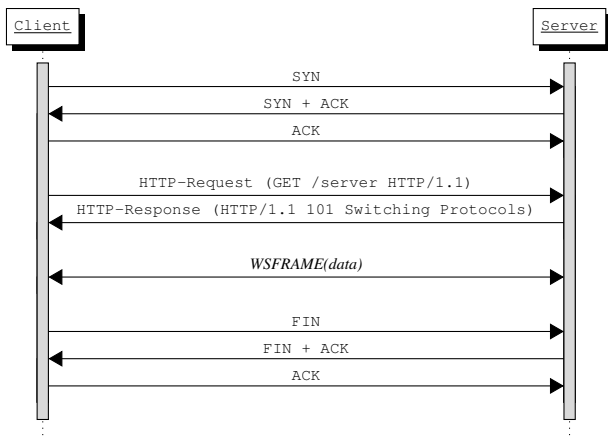 Client
Server
SYN
SYN + ACK
ACK
HTTP-Request (GET /server HTTP/1.1)
HTTP-Response (HTTP/1.1 101 Switching Protocols)
WSFRAME(data)
FIN
FIN + ACK
ACK